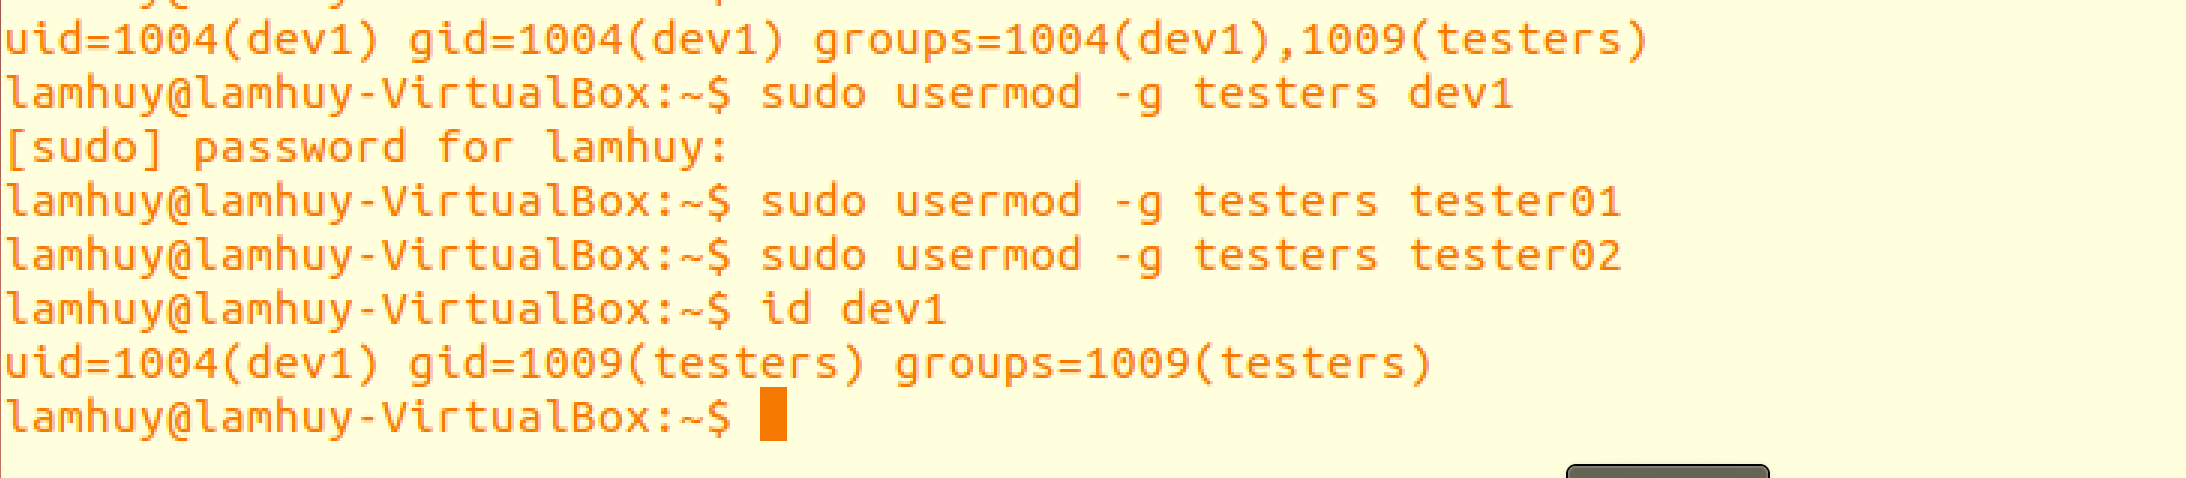 uid=1004(dev1) gid=1004(dev1) groups=1004(dev1),1009(testers)
lamhuy@lamhuy-VirtualBox:~$ sudo usermod -g testers dev1
[sudo] password for lamhuy:
lamhuy@lamhuy-VirtualBox:~$ sudo usermod -g testers tester01
lamhuy@lamhuy-VirtualBox:~$ sudo usermod -g testers tester02
lamhuy@lamhuy-VirtualBox:~$ id dev1
uid=1004(dev1) gid=1009(testers) groups=1009(testers)
lamhuy@lamhuy-VirtualBox:~$